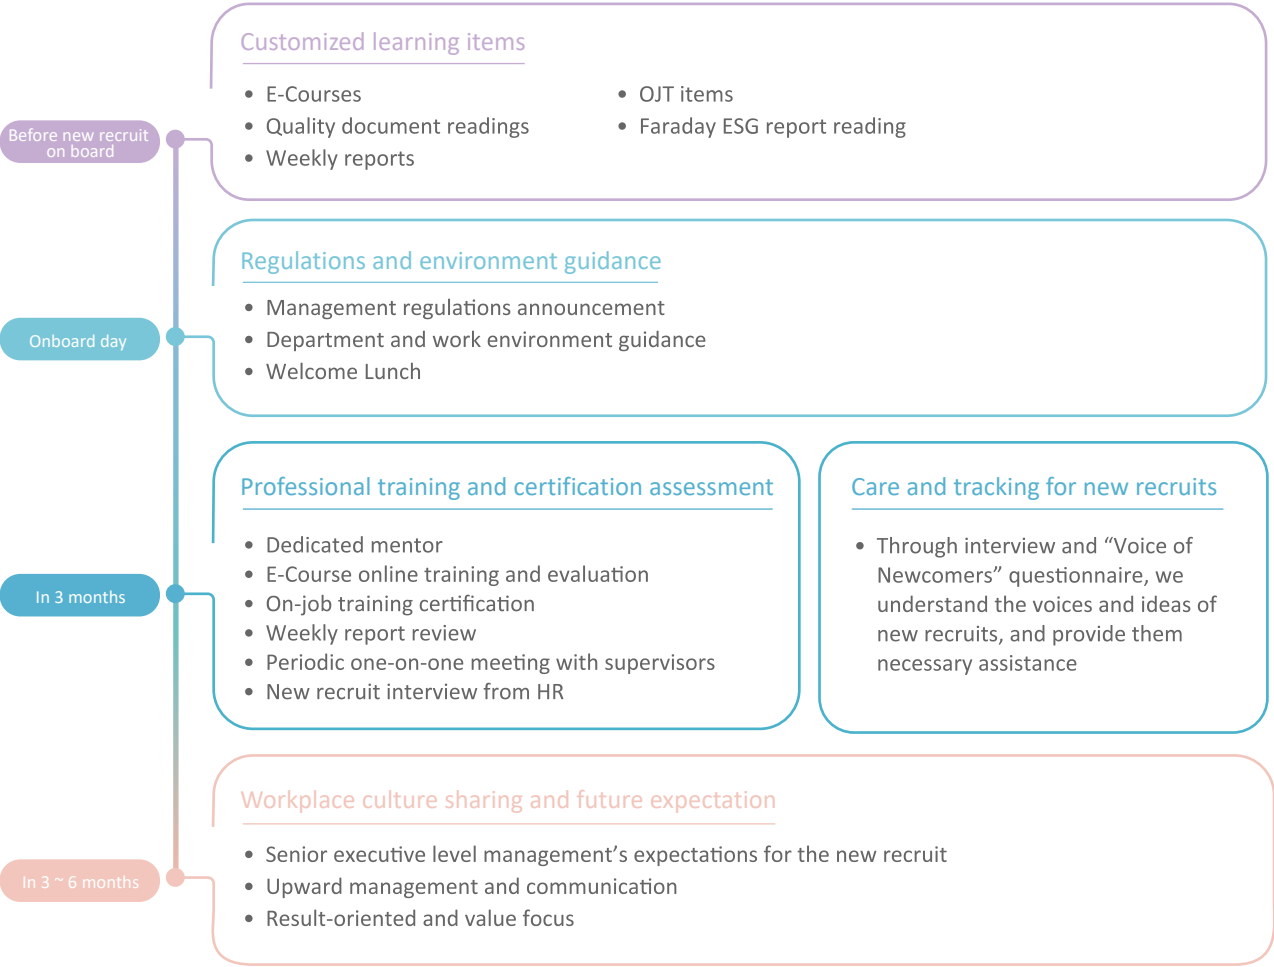 Customized learning items
• E-Courses
• Quality document readings
• Weekly reports
• OJT items
• Faraday ESG report reading
Before new recruit
on board
Regulations and environment guidance
• Management regulations announcement
• Department and work environment guidance
• Welcome Lunch
Onboard day
Professional training and certification assessment
• Dedicated mentor
• E-Course online training and evaluation
• On-job training certification
• Weekly report review
• Periodic one-on-one meeting with supervisors
• New recruit interview from HR
Care and tracking for new recruits
• Through interview and “Voice of
Newcomers” questionnaire, we
understand the voices and ideas of
new recruits, and provide them
necessary assistance
In 3 months
Workplace culture sharing and future expectation
• Senior executive level management’s expectations for the new recruit
• Upward management and communication
• Result-oriented and value focus
In 3 ~ 6 months